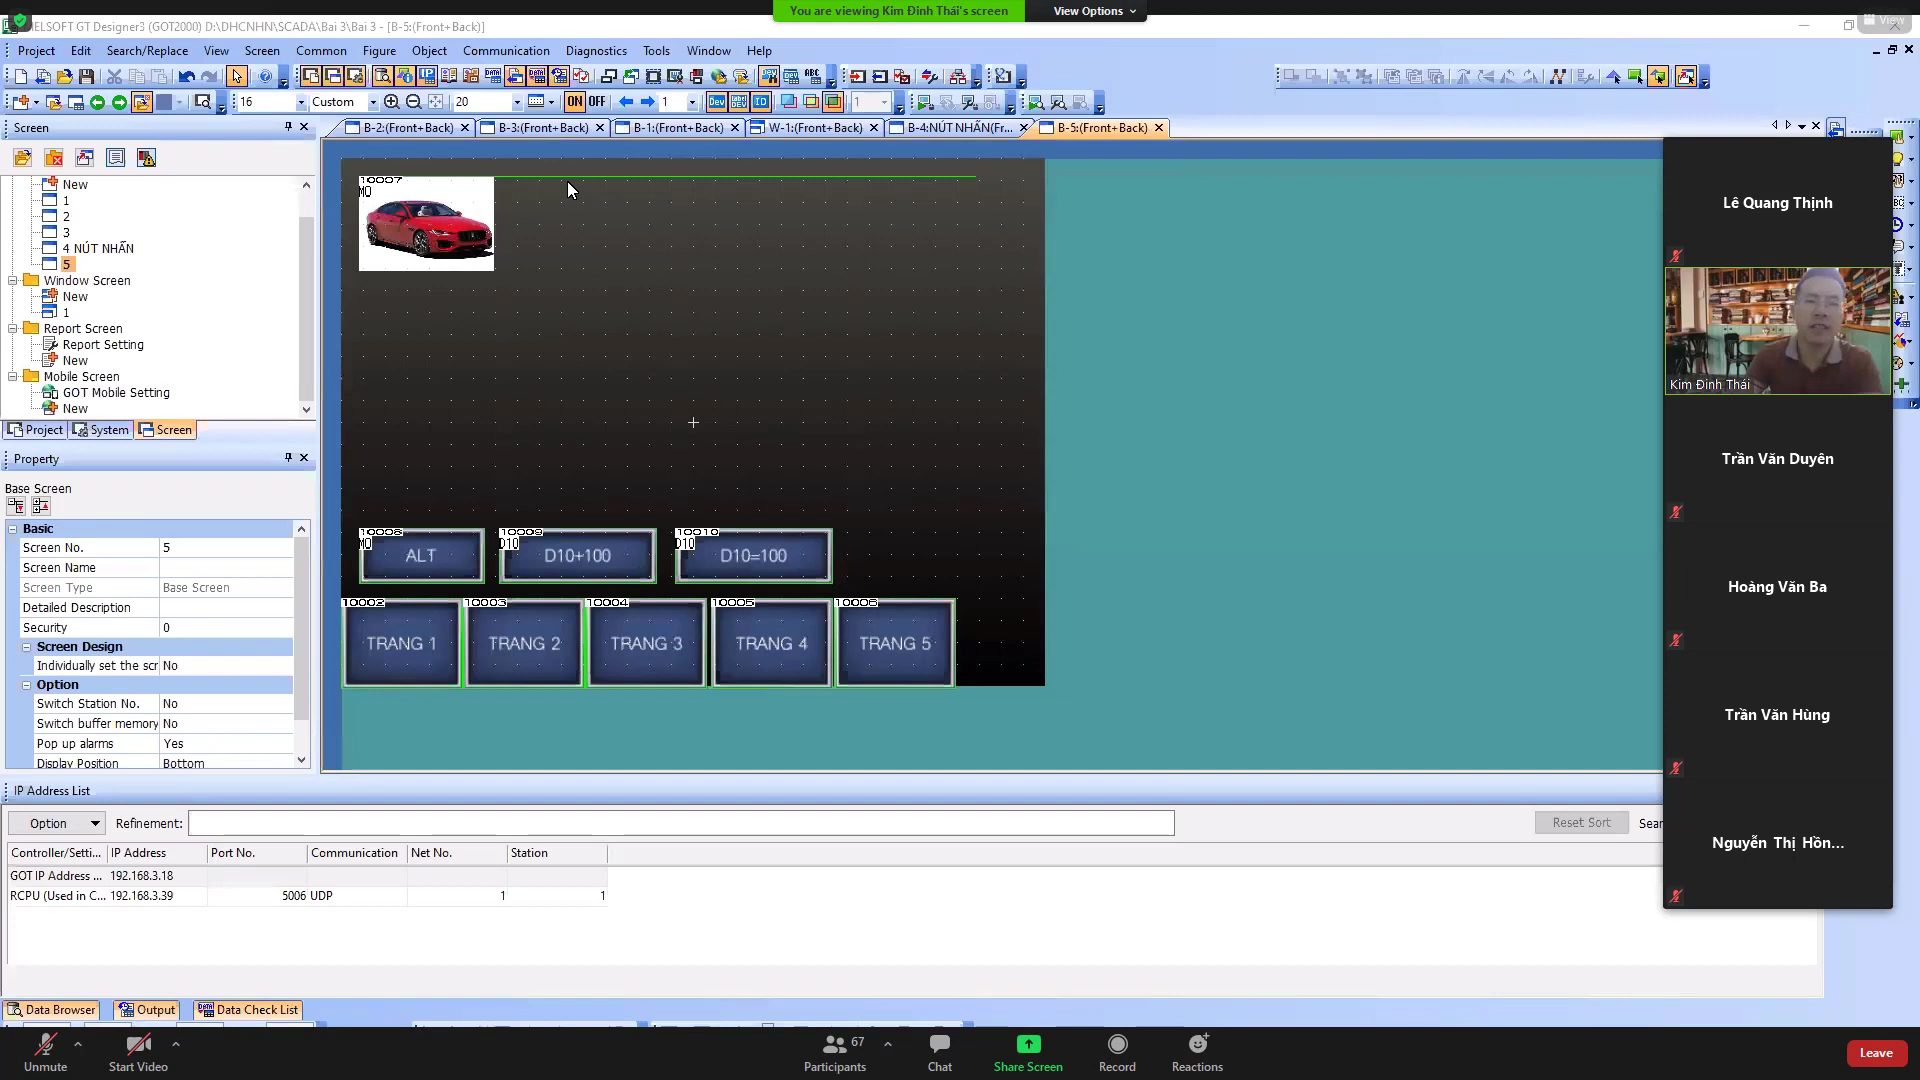 You are viewing Kim Đình Thái's screen
View Options
View
MELSOFT GT Designer3 (GOT2000) D:\DHCNHN\SCADA\Bai 3\Bai 3 - [B-5:(Front+Back)]
Project Edit Search/Replace View Screen Common Figure Object Communication Diagnostics Tools Window Help
16 Custom 20 ON OFF 1 Dev ID 1
Screen
B-2:(Front+Back) B-3:(Front+Back) B-1:(Front+Back) W-1:(Front+Back) B-4:NÚT NHẤN(Fr... B-5:(Front+Back)
New
1
2
3
4 NÚT NHẤN
5
Window Screen
New
1
Report Screen
Report Setting
New
Mobile Screen
GOT Mobile Setting
New
Project System Screen
Property
Base Screen
Basic
Screen No. 5
Screen Name
Screen Type Base Screen
Detailed Description
Security 0
Screen Design
Individually set the scr No
Option
Switch Station No. No
Switch buffer memory No
Pop up alarms Yes
Display Position Bottom
10007
M0
10008 10009 10010
M0 D10 D10
ALT D10+100 D10=100
10002 10003 10004 10005 10006
TRANG 1 TRANG 2 TRANG 3 TRANG 4 TRANG 5
Lê Quang Thịnh
Kim Đình Thái
Trần Văn Duyên
Hoàng Văn Ba
Trần Văn Hùng
Nguyễn Thị Hồn...
IP Address List
Option Refinement: Reset Sort Sear
Controller/Setti... IP Address Port No. Communication Net No. Station
GOT IP Address ... 192.168.3.18
RCPU (Used in C... 192.168.3.39 5006 UDP 1 1
Data Browser Output Data Check List
Unmute Start Video Participants 67 Chat Share Screen Record Reactions Leave